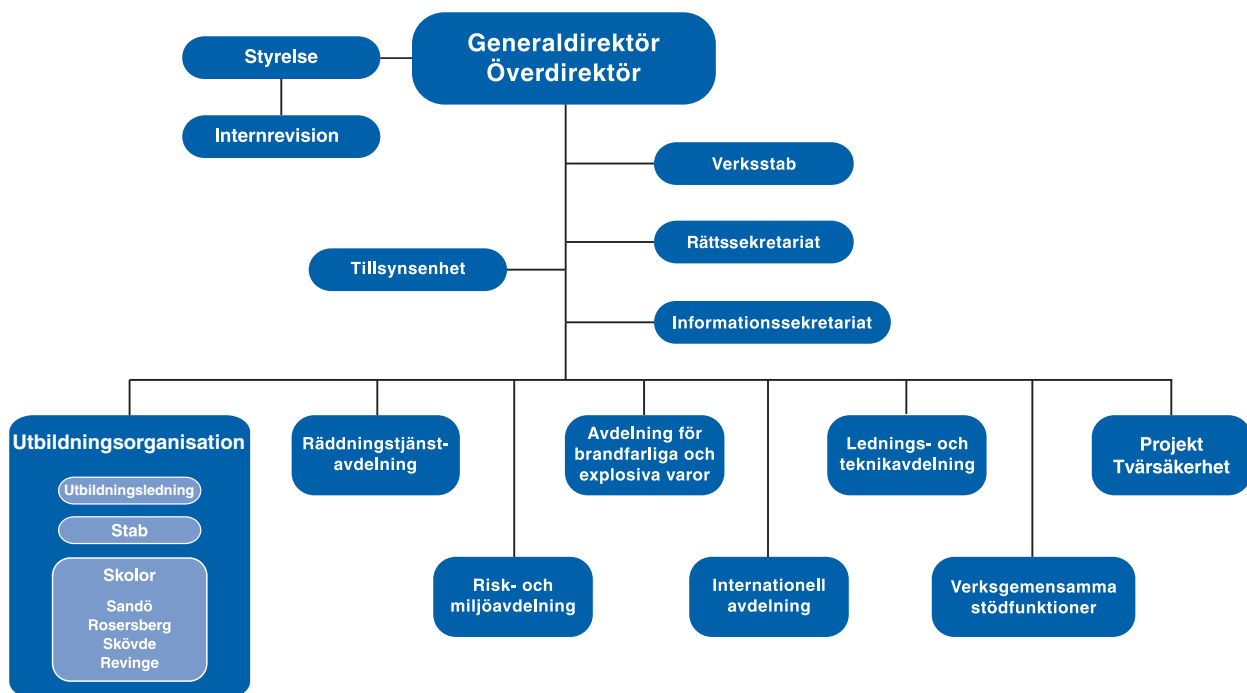 Generaldirektör
Överdirektör
Styrelse
Internrevision
Verksstab
Rättssekretariat
Tillsynsenhet
Informationssekretariat
Utbildningsorganisation
Utbildningsledning
Stab
Skolor
Sandö
Rosersberg
Skövde
Revinge
Räddningstjänst-
avdelning
Avdelning för
brandfarliga och
explosiva varor
Lednings- och
teknikavdelning
Projekt
Tvärsäkerhet
Risk- och
miljöavdelning
Internationell
avdelning
Verksgemensamma
stödfunktioner